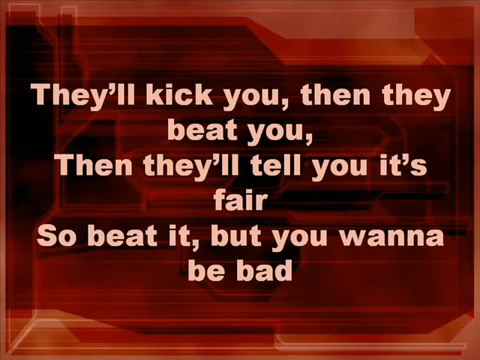 They’ll kick you, then they
beat you,
Then they’ll tell you it’s
fair
So beat it, but you wanna
be bad